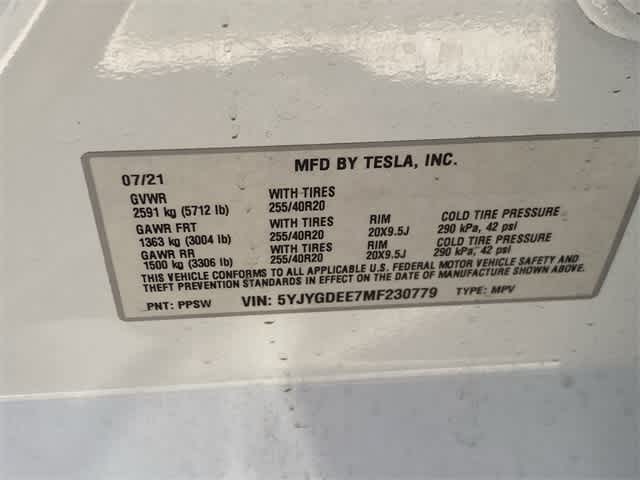 MFD BY TESLA, INC.
07/21
GVWR WITH TIRES
2591 kg (5712 lb) 255/40R20
GAWR FRT WITH TIRES RIM COLD TIRE PRESSURE
1363 kg (3004 lb) 255/40R20 20X9.5J 290 kPa, 42 psi
GAWR RR WITH TIRES RIM COLD TIRE PRESSURE
1500 kg (3306 lb) 255/40R20 20X9.5J 290 kPa, 42 psi
THIS VEHICLE CONFORMS TO ALL APPLICABLE U.S. FEDERAL MOTOR VEHICLE SAFETY AND
THEFT PREVENTION STANDARDS IN EFFECT ON THE DATE OF MANUFACTURE SHOWN ABOVE.
PNT: PPSW VIN: 5YJYGDEE7MF230779 TYPE: MPV